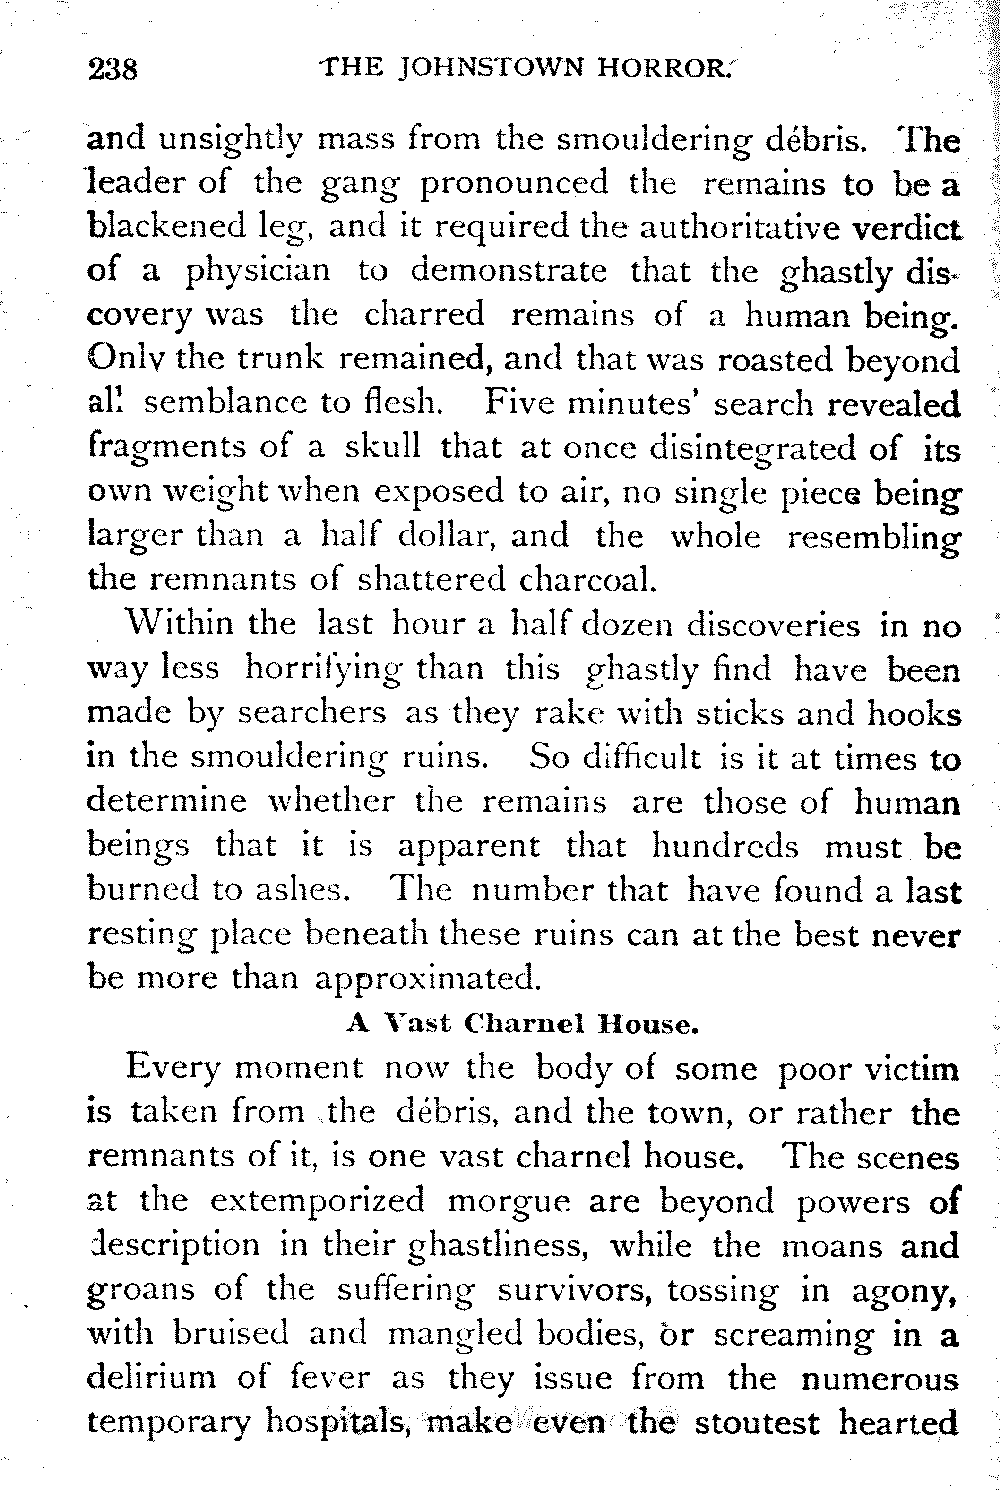 238 THE JOHNSTOWN HORROR.
and unsightly mass from the smouldering débris. The
leader of the gang pronounced the remains to be a
blackened leg, and it required the authoritative verdict
of a physician to demonstrate that the ghastly dis-
covery was the charred remains of a human being.
Only the trunk remained, and that was roasted beyond
all semblance to flesh. Five minutes' search revealed
fragments of a skull that at once disintegrated of its
own weight when exposed to air, no single piece being
larger than a half dollar, and the whole resembling
the remnants of shattered charcoal.
Within the last hour a half dozen discoveries in no
way less horrifying than this ghastly find have been
made by searchers as they rake with sticks and hooks
in the smouldering ruins. So difficult is it at times to
determine whether the remains are those of human
beings that it is apparent that hundreds must be
burned to ashes. The number that have found a last
resting place beneath these ruins can at the best never
be more than approximated.
A Vast Charnel House.
Every moment now the body of some poor victim
is taken from the débris, and the town, or rather the
remnants of it, is one vast charnel house. The scenes
at the extemporized morgue are beyond powers of
description in their ghastliness, while the moans and
groans of the suffering survivors, tossing in agony,
with bruised and mangled bodies, or screaming in a
delirium of fever as they issue from the numerous
temporary hospitals, make even the stoutest hearted